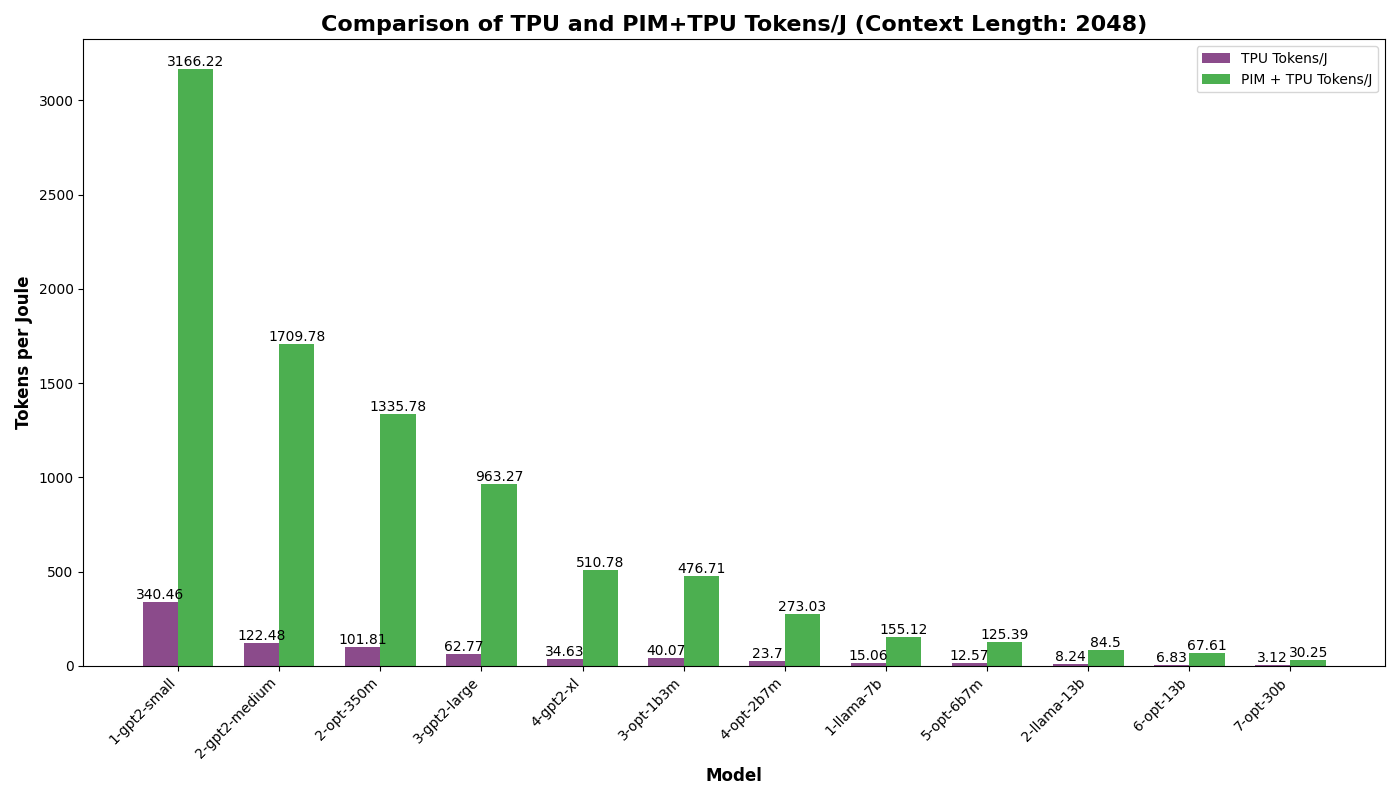 Comparison of TPU and PIM+TPU Tokens/J (Context Length: 2048)
TPU Tokens/J
PIM + TPU Tokens/J
Tokens per Joule
3000
2500
2000
1500
1000
500
0
340.46
3166.22
122.48
1709.78
101.81
1335.78
62.77
963.27
34.63
510.78
40.07
476.71
23.7
273.03
15.06
155.12
12.57
125.39
8.24
84.5
6.83
67.61
3.12
30.25
1-gpt2-small
2-gpt2-medium
2-opt-350m
3-gpt2-large
4-gpt2-xl
3-opt-1b3m
4-opt-2b7m
1-llama-7b
5-opt-6b7m
2-llama-13b
6-opt-13b
7-opt-30b
Model